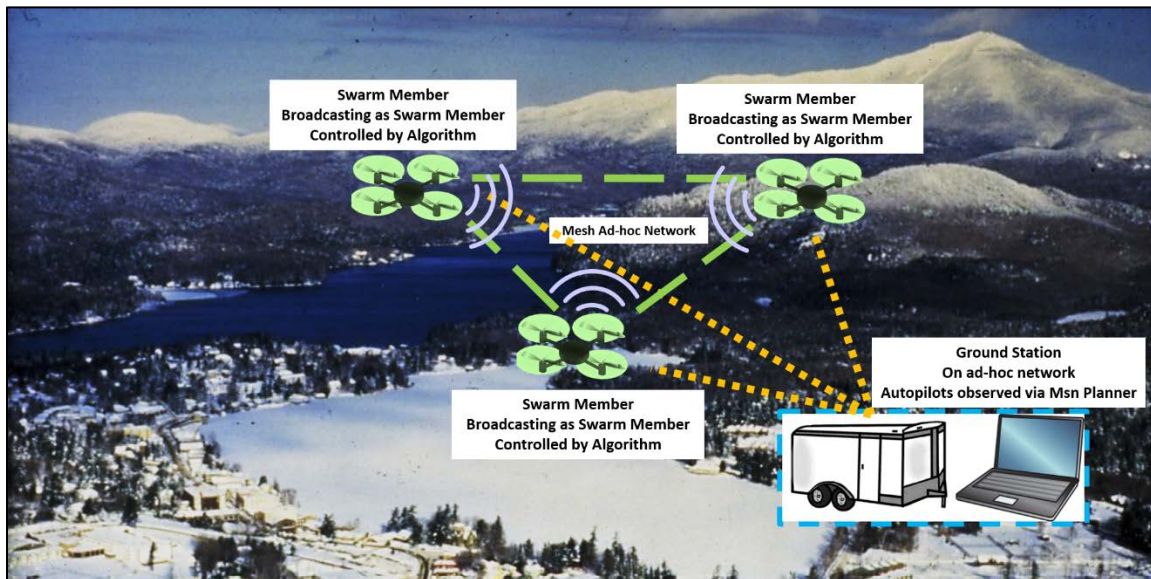 Swarm Member
Broadcasting as Swarm Member
Controlled by Algorithm
Swarm Member
Broadcasting as Swarm Member
Controlled by Algorithm
Mesh Ad-hoc Network
Swarm Member
Broadcasting as Swarm Member
Controlled by Algorithm
Ground Station
On ad-hoc network
Autopilots observed via Msn Planner